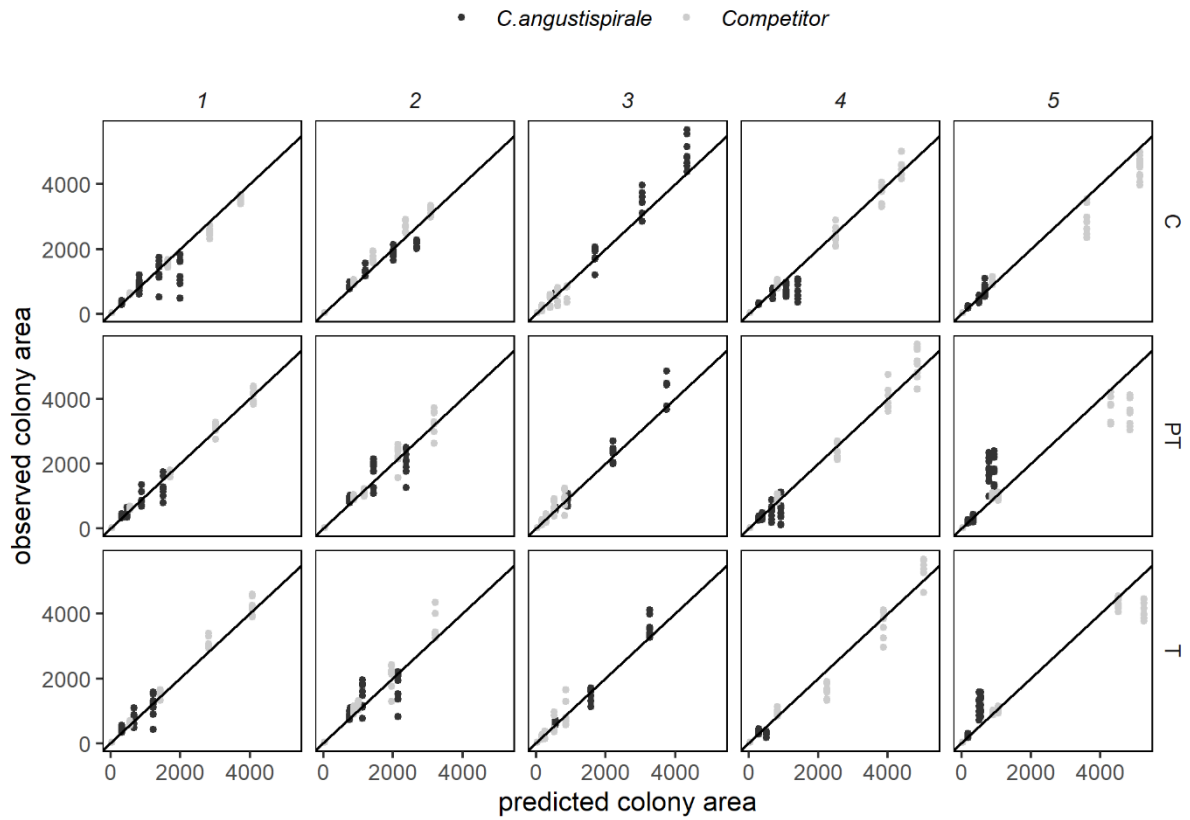 C.angustispirale Competitor
1 2 3 4 5
4000
2000
0
C
4000
2000
0
PT
4000
2000
0
T
0 2000 4000 0 2000 4000 0 2000 4000 0 2000 4000 0 2000 4000
predicted colony area
observed colony area